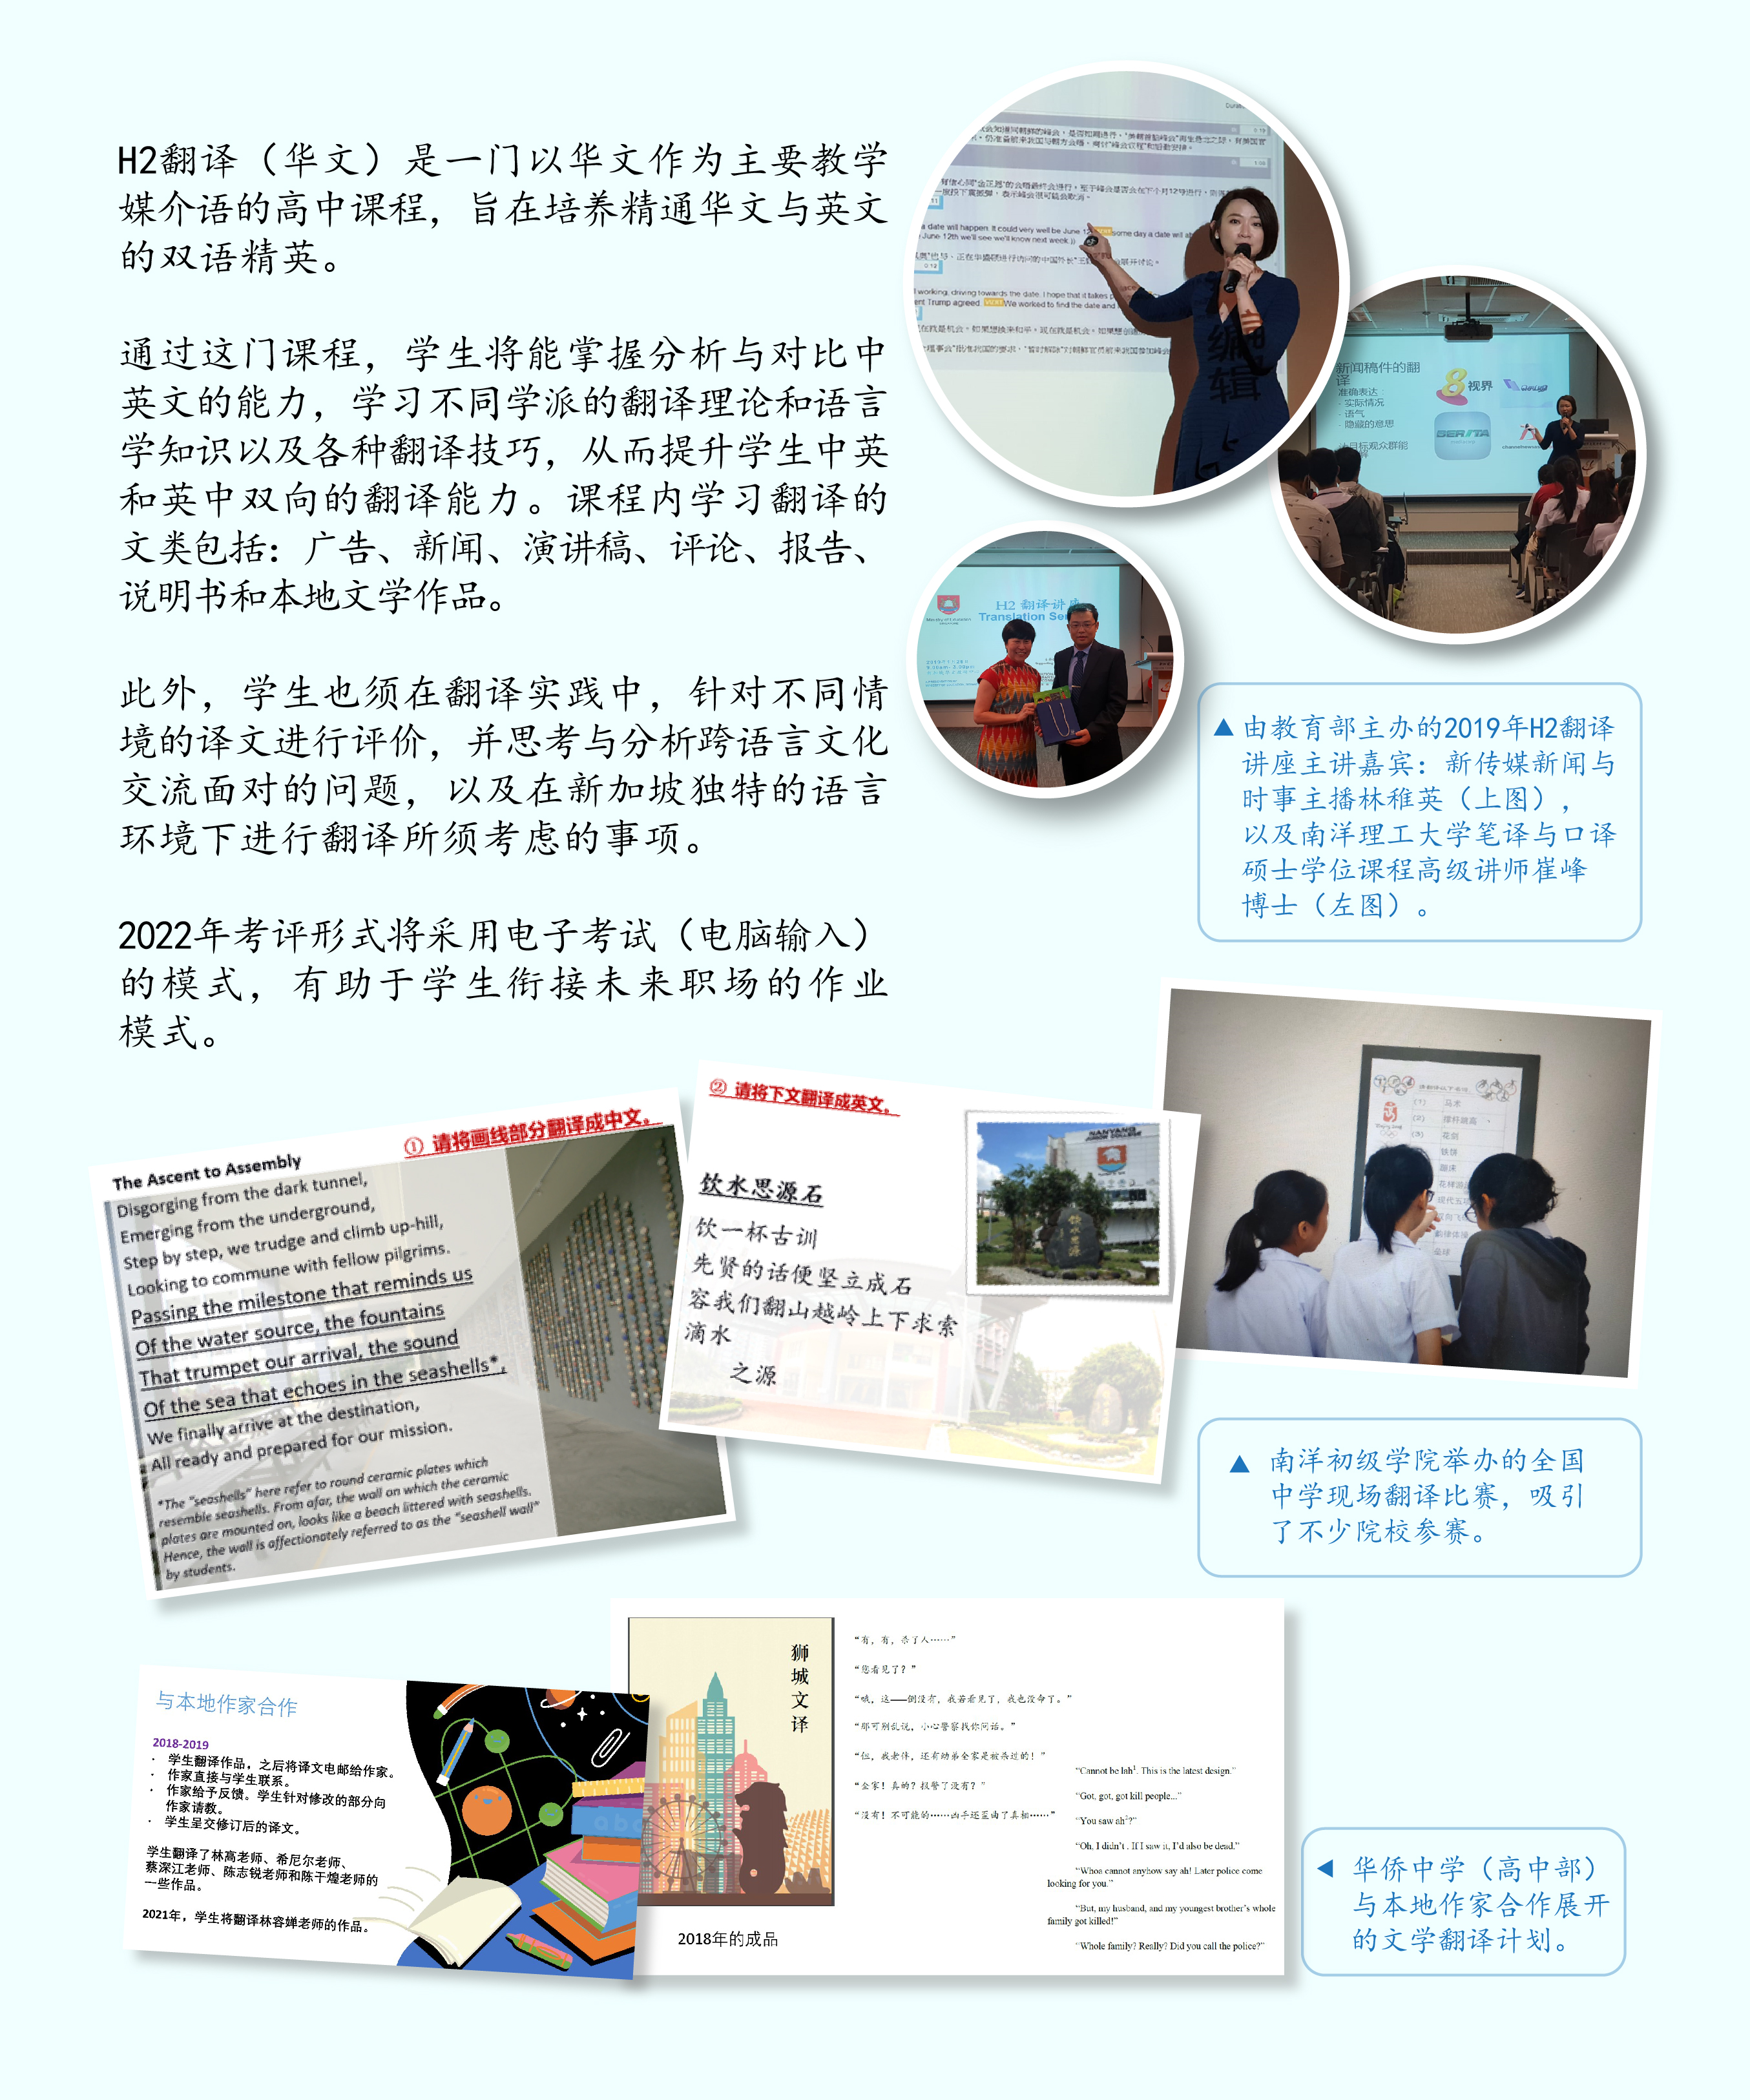 H2翻译（华文）是一门以华文作为主要教学
媒介语的高中课程，旨在培养精通华文与英文
的双语精英。
通过这门课程，学生将能掌握分析与对比中
英文的能力，学习不同学派的翻译理论和语言
学知识以及各种翻译技巧，从而提升学生中英
和英中双向的翻译能力。课程内学习翻译的
文类包括：广告、新闻、演讲稿、评论、报告、
说明书和本地文学作品。
此外，学生也须在翻译实践中，针对不同情
境的译文进行评价，并思考与分析跨语言文化
交流面对的问题，以及在新加坡独特的语言
环境下进行翻译所须考虑的事项。
2022年考评形式将采用电子考试（电脑输入）
的模式，有助于学生衔接未来职场的作业
模式。
编辑
新闻稿件的翻
译
准确表达
· 实际情况
· 语气
· 隐藏的意思
8视界
BERITA
H2 翻译讲
Translation Se
▲由教育部主办的2019年H2翻译
讲座主讲嘉宾：新传媒新闻与
时事主播林稚英（上图），
以及南洋理工大学笔译与口译
硕士学位课程高级讲师崔峰
博士（左图）。
① 请将画线部分翻译成中文。
The Ascent to Assembly
Disgorging from the dark tunnel,
Emerging from the underground,
Step by step, we trudge and climb up-hill,
Looking to commune with fellow pilgrims.
Passing the milestone that reminds us
Of the water source, the fountains
That trumpet our arrival, the sound
Of the sea that echoes in the seashells*,
We finally arrive at the destination,
All ready and prepared for our mission.
*The "seashells" here refer to round ceramic plates which
resemble seashells. From afar, the wall on which the ceramic
plates are mounted on, looks like a beach littered with seashells.
Hence, the wall is affectionately referred to as the "seashell wall"
by students.
② 请将下文翻译成英文。
饮水思源石
饮一杯古训
先贤的话便坚立成石
容我们翻山越岭上下求索
滴水
之源
NANYANG
JUNIOR COLLEGE
(1) 马术
(2) 撑杆跳高
(3) 花剑
铁饼
蹦床
▲ 南洋初级学院举办的全国
中学现场翻译比赛，吸引
了不少院校参赛。
与本地作家合作
2018-2019
· 学生翻译作品，之后将译文电邮给作家。
· 作家直接与学生联系。
· 作家给予反馈。学生针对修改的部分向
作家请教。
· 学生呈交修订后的译文。
学生翻译了林高老师、希尼尔老师、
蔡深江老师、陈志锐老师和陈干煌老师的
一些作品。
2021年，学生将翻译林容婵老师的作品。
狮城文译
2018年的成品
“有，有，杀了人……”
“您看见了？”
“哦，这——倒没有，我若看见了，我也没命了。”
“那可别乱说，小心警察找你问话。”
“但，我老伴，还有幼弟全家是被杀过的！”
“全家！真的？报警了没有？”
“没有！不可能的……凶手还歪曲了真相……”
“Cannot be lah1. This is the latest design.”
“Got, got, got kill people...”
“You saw ah2?”
“Oh, I didn't . If I saw it, I'd also be dead.”
“Whoa cannot anyhow say ah! Later police come
looking for you.”
“But, my husband, and my youngest brother's whole
family got killed!”
“Whole family? Really? Did you call the police?”
◀ 华侨中学（高中部）
与本地作家合作展开
的文学翻译计划。